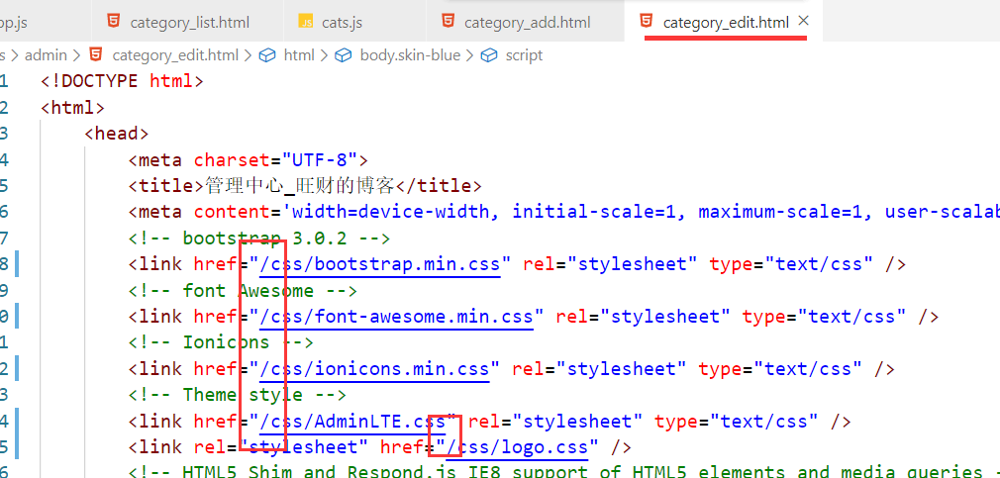 pp.js category_list.html cats.js category_add.html category_edit.html
s > admin > category_edit.html > html > body.skin-blue > script
1 <!DOCTYPE html>
2 <html>
3 <head>
4 <meta charset="UTF-8">
5 <title>管理中心_旺财的博客</title>
6 <meta content='width=device-width, initial-scale=1, maximum-scale=1, user-scalab
7 <!-- bootstrap 3.0.2 -->
8 <link href="/css/bootstrap.min.css" rel="stylesheet" type="text/css" />
9 <!-- font Awesome -->
0 <link href="/css/font-awesome.min.css" rel="stylesheet" type="text/css" />
1 <!-- Ionicons -->
2 <link href="/css/ionicons.min.css" rel="stylesheet" type="text/css" />
3 <!-- Theme style -->
4 <link href="/css/AdminLTE.css" rel="stylesheet" type="text/css" />
5 <link rel="stylesheet" href="/css/logo.css" />
6 <!-- HTML5 Shim and Respond.js IE8 support of HTML5 elements and media queries -